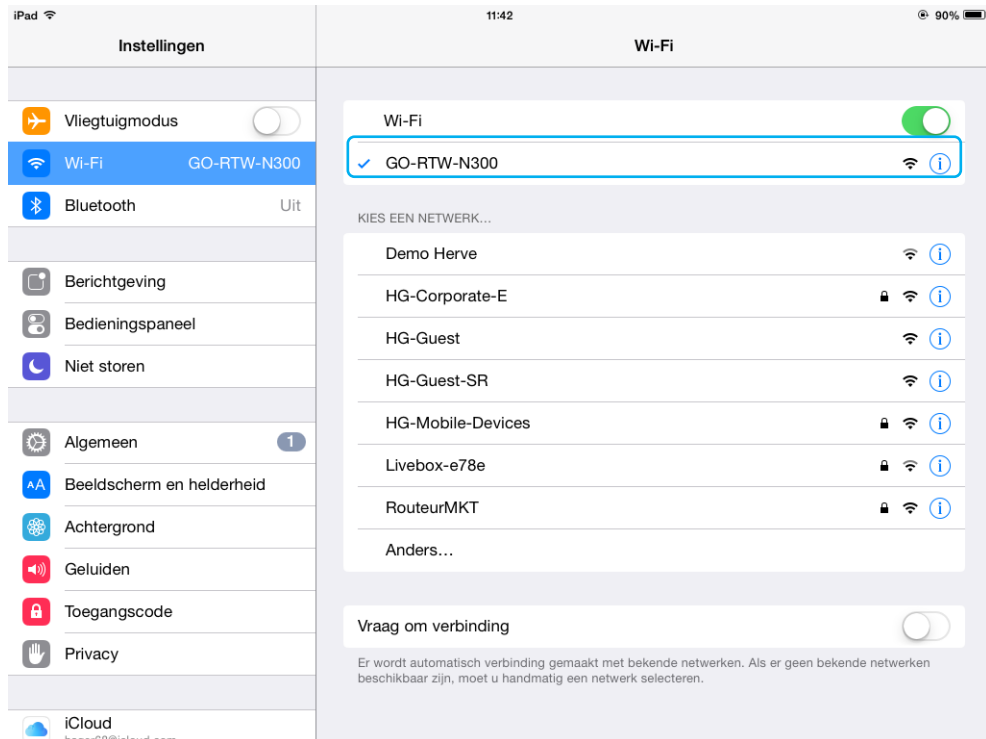 iPad 11:42 90%
Instellingen
Vliegtuigmodus
Wi-Fi GO-RTW-N300
Bluetooth Uit
Berichtgeving
Bedieningspaneel
Niet storen
Algemeen 1
AA Beeldscherm en helderheid
Achtergrond
Geluiden
Toegangscode
Privacy
iCloud
Wi-Fi
Wi-Fi
GO-RTW-N300
KIES EEN NETWERK...
Demo Herve
HG-Corporate-E
HG-Guest
HG-Guest-SR
HG-Mobile-Devices
Livebox-e78e
RouteurMKT
Anders...
Vraag om verbinding
Er wordt automatisch verbinding gemaakt met bekende netwerken. Als er geen bekende netwerken
beschikbaar zijn, moet u handmatig een netwerk selecteren.